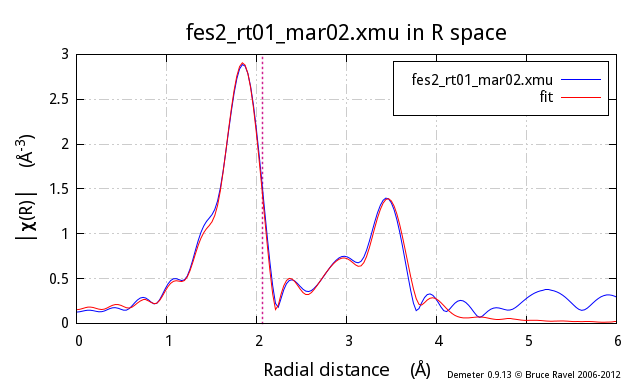 fes2_rt01_mar02.xmu in R space
fes2_rt01_mar02.xmu
fit
3
2.5
2
1.5
1
0.5
0
|χ(R)| (Å⁻³)
0 1 2 3 4 5 6
Radial distance (Å)
Demeter 0.9.13 © Bruce Ravel 2006-2012